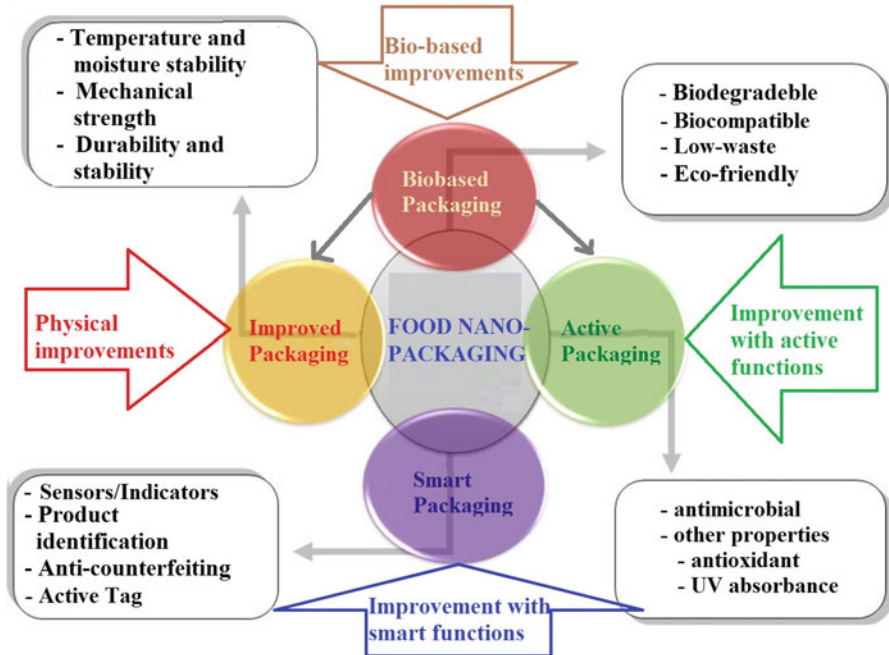 - Temperature and
moisture stability
- Mechanical
strength
- Durability and
stability
Bio-based
improvements
- Biodegradeble
- Biocompatible
- Low-waste
- Eco-friendly
Biobased
Packaging
Physical
improvements
Improved
Packaging
FOOD NANO-
PACKAGING
Active
Packaging
Improvement
with active
functions
Smart
Packaging
- Sensors/Indicators
- Product
identification
- Anti-counterfeiting
- Active Tag
- antimicrobial
- other properties
- antioxidant
- UV absorbance
Improvement with
smart functions